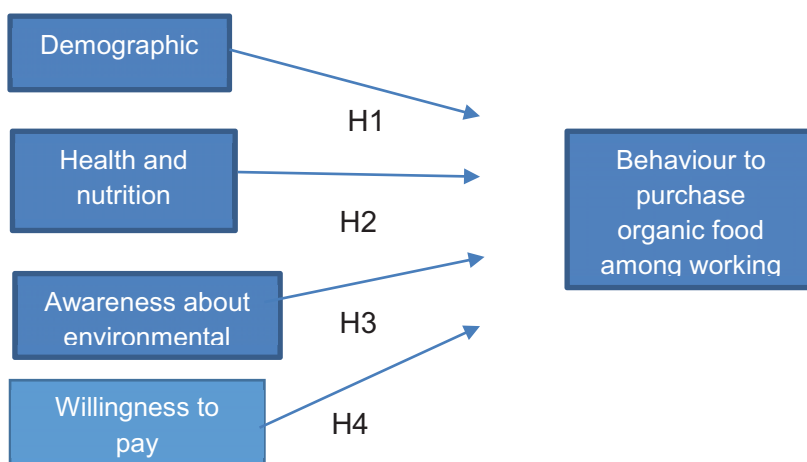 Demographic
H1
Health and
nutrition
H2
Behaviour to
purchase
organic food
among working
Awareness about
environmental
H3
Willingness to
pay
H4